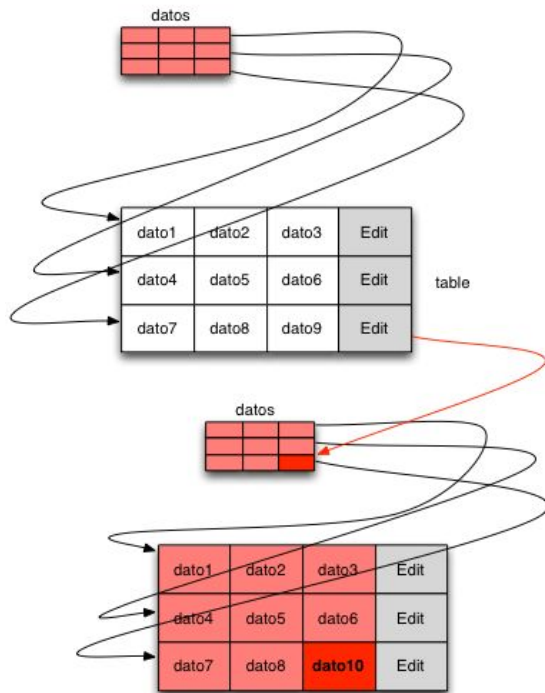 datos
dato1 dato2 dato3 Edit
dato4 dato5 dato6 Edit
table
dato7 dato8 dato9 Edit
datos
dato1 dato2 dato3 Edit
dato4 dato5 dato6 Edit
dato7 dato8 dato10 Edit